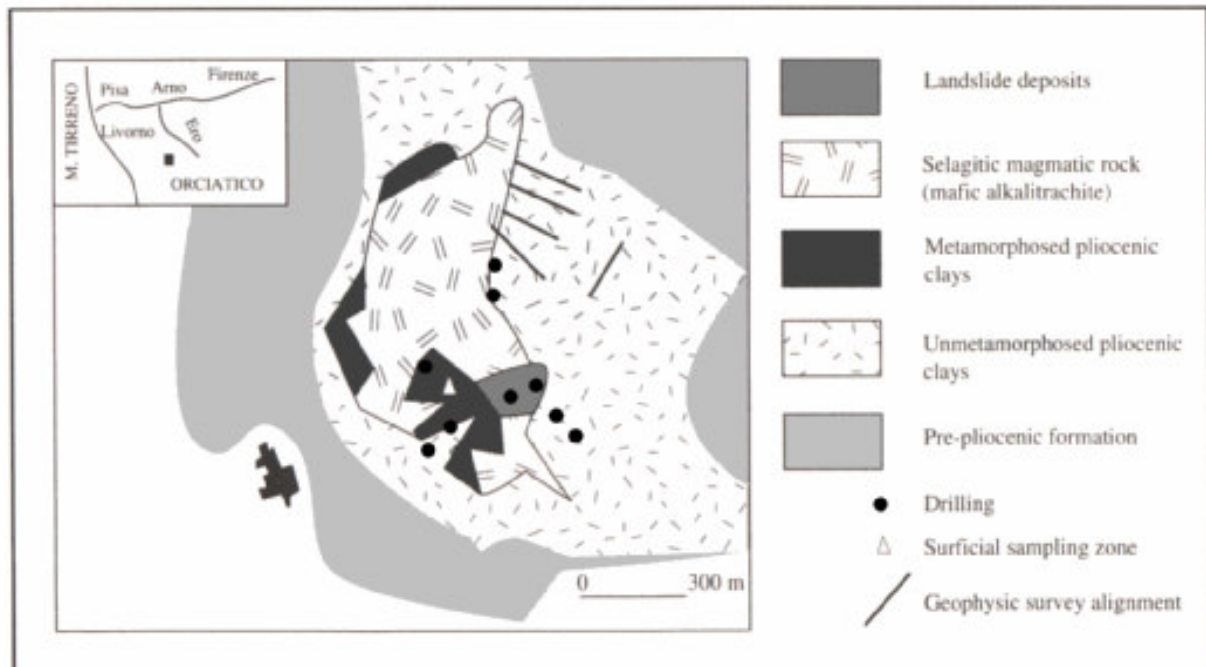 M. TIRRENO
Pisa Arno Firenze
Livorno
Era
ORCIATICO
0 300 m
Landslide deposits
Selagitic magmatic rock
(mafic alkalitrachite)
Metamorphosed pliocenic
clays
Unmetamorphosed pliocenic
clays
Pre-pliocenic formation
Drilling
Surficial sampling zone
Geophysic survey alignment